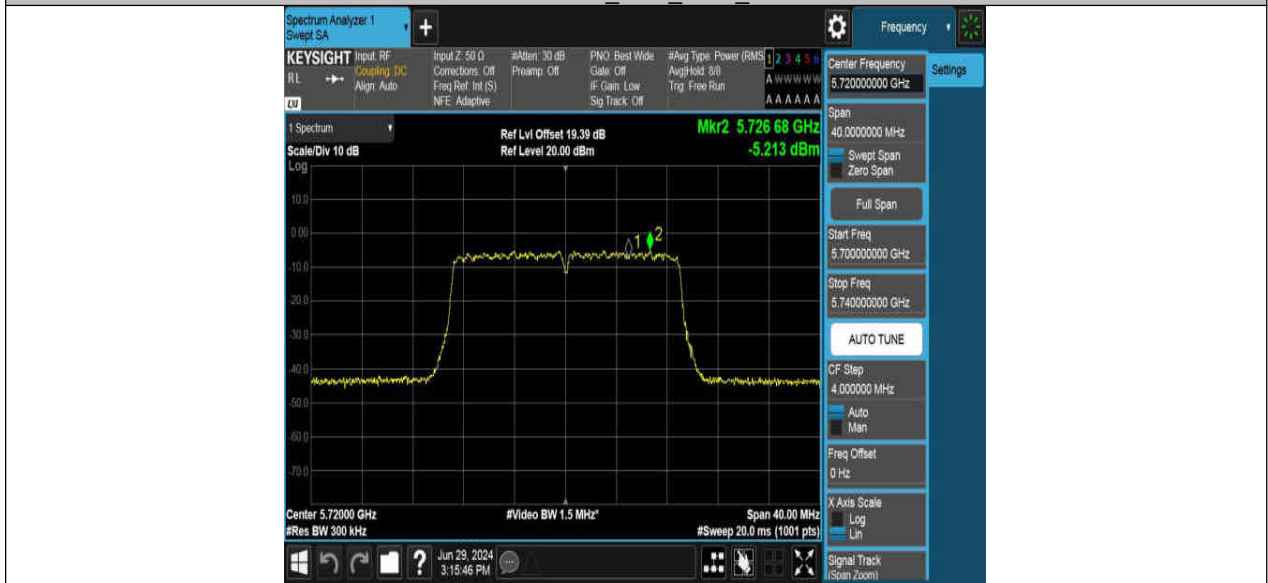 Spectrum Analyzer 1
Swept SA
+
Frequency
KEYSIGHT
RL
LXI
Input: RF
Coupling: DC
Align: Auto
Input Z: 50 Ω
Corrections: Off
Freq Ref: Int (S)
NFE: Adaptive
#Atten: 30 dB
Preamp: Off
PNO: Best Wide
Gate: Off
IF Gain: Low
Sig Track: Off
#Avg Type: Power (RMS
Avg|Hold: 8/8
Trig: Free Run
1 2 3 4 5 6
A W W W W W
A A A A A A
Center Frequency
5.720000000 GHz
Settings
1 Spectrum
Scale/Div 10 dB
Ref Lvl Offset 19.39 dB
Ref Level 20.00 dBm
Mkr2 5.726 68 GHz
-5.213 dBm
Log
10.0
0.00
-10.0
-20.0
-30.0
-40.0
-50.0
-60.0
-70.0
1
2
Center 5.72000 GHz
#Res BW 300 kHz
#Video BW 1.5 MHz*
Span 40.00 MHz
#Sweep 20.0 ms (1001 pts)
Span
40.0000000 MHz
Swept Span
Zero Span
Full Span
Start Freq
5.700000000 GHz
Stop Freq
5.740000000 GHz
AUTO TUNE
CF Step
4.000000 MHz
Auto
Man
Freq Offset
0 Hz
X Axis Scale
Log
Lin
Signal Track
(Span Zoom)
?
Jun 29, 2024
3:15:46 PM